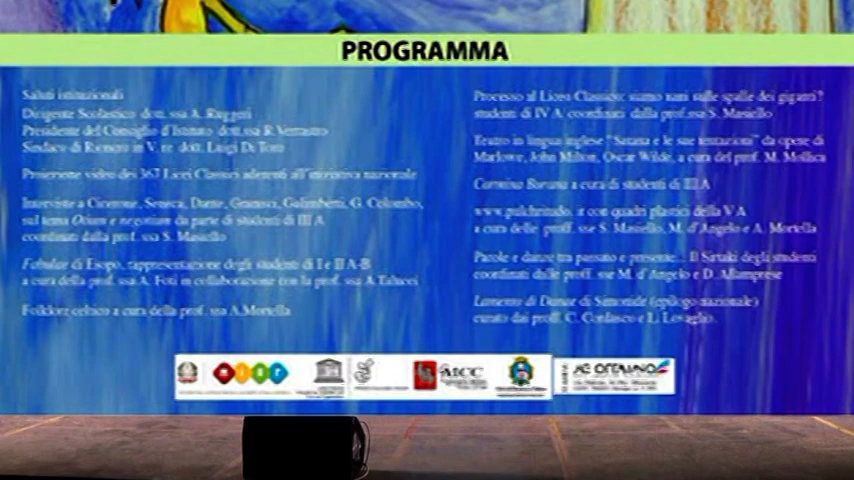 PROGRAMMA
Saluti istituzionali
Dirigente Scolastico dott. ssa A. Ruggeri
Presidente del Consiglio d'Istituto dott.ssa R.Verrastro
Sindaco di Rionero in V. re dott. Luigi Di Toro
Proiezione video dei 367 Licei Classici aderenti all'iniziativa nazionale
Interviste a Cicerone, Seneca, Dante, Gramsci, Galimberti, G. Colombo,
sul tema Otium e negotium da parte di studenti di III A
coordinati dalla prof. ssa S. Masiello
Fabulae di Esopo, rappresentazione degli studenti di I e II A-B
a cura della prof. ssa A. Foti in collaborazione con la prof. ssa A.Telucci
Folklore celtico a cura della prof. ssa A.Mortella
Processo al Liceo Classico: siamo nani sulle spalle dei giganti?
studenti di IV A coordinati dalla prof.ssa S. Masiello
Teatro in lingua inglese "Satana e le sue tentazioni" da opere di
Marlowe, John Milton, Oscar Wilde, a cura del prof. M. Mollica
Carmina Burana a cura di studenti di III A
www.pulchritudo. it con quadri plastici della V A
a cura delle proff. sse S. Masiello, M. d'Angelo e A. Mortella
Parole e danze tra passato e presente... Il Sirtaki degli studenti
coordinati dalle proff. sse M. d'Angelo e D. Allamprese
Lamento di Danae di Simonide (epilogo nazionale)
curato dai proff. C. Cordasco e L. Lovaglio.
miur
AICC